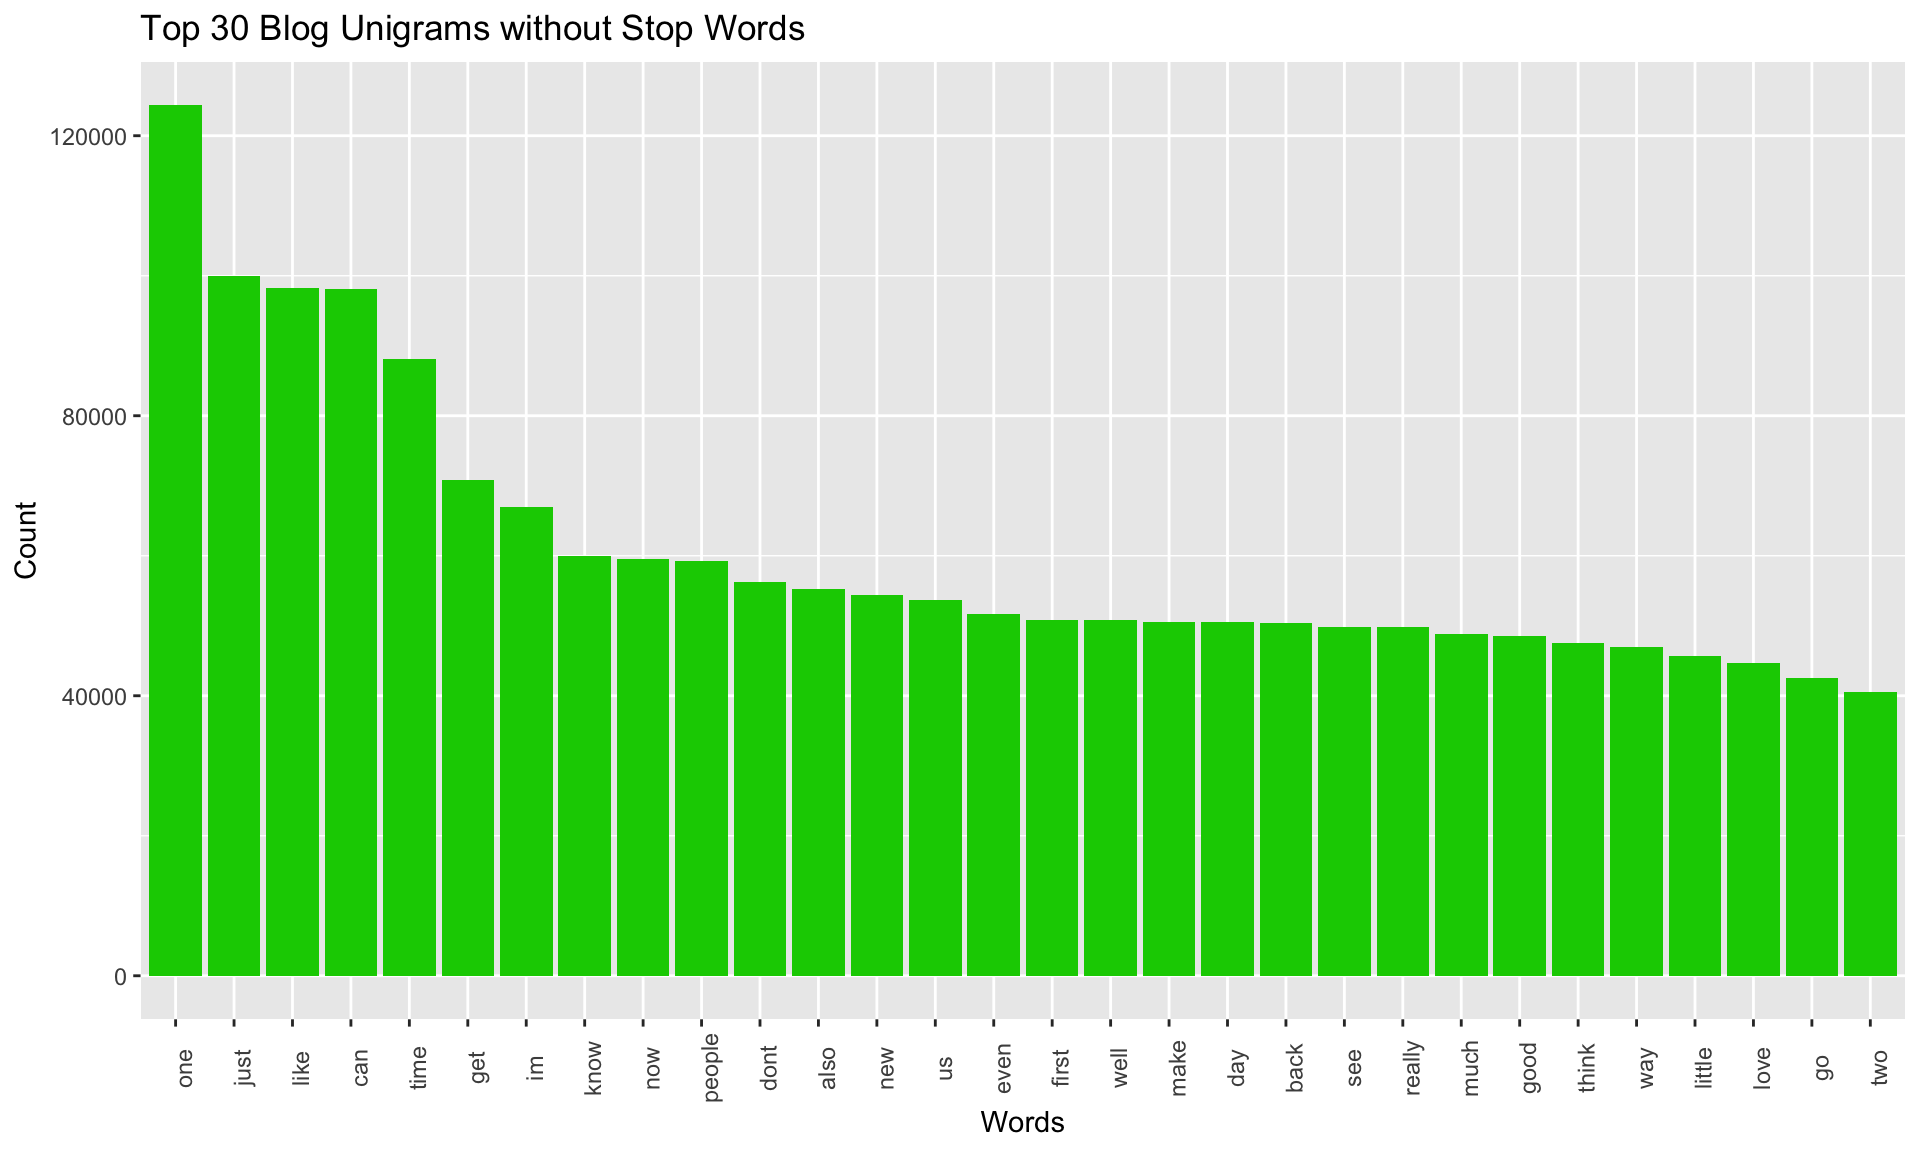 Top 30 Blog Unigrams without Stop Words
Count
120000
80000
40000
0
one just like can time get im know now people dont also new us even first well make day back see really much good think way little love go two
Words